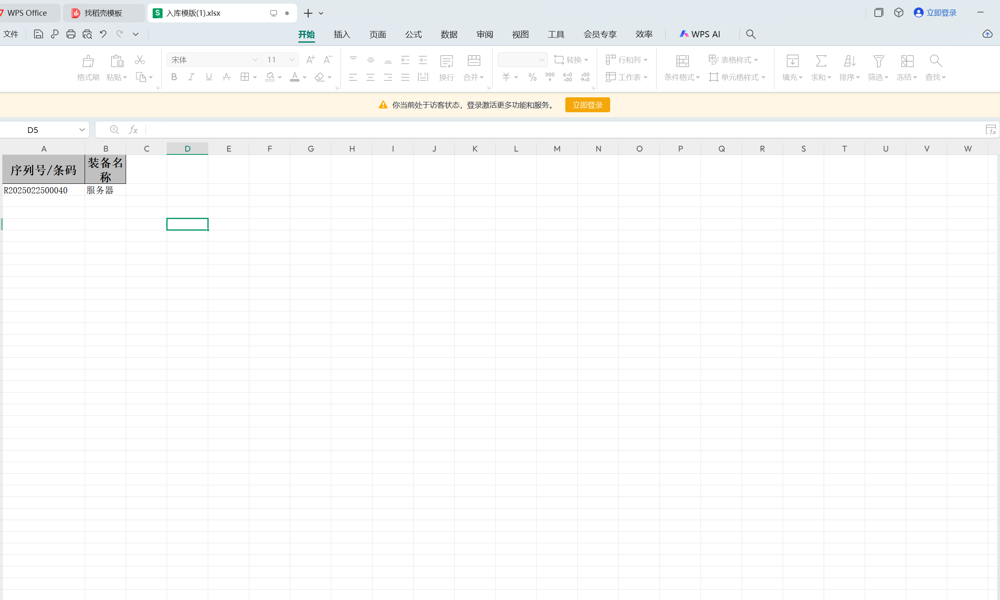 WPS Office 找稻壳模板 入库模版(1).xlsx 立即登录
文件 开始 插入 页面 公式 数据 审阅 视图 工具 会员专享 效率 WPS AI
宋体 11 转换 行和列 表格样式
格式刷 粘贴 换行 合并 工作表 条件格式 单元格样式 填充 求和 排序 筛选 冻结 查找
你当前处于访客状态，登录激活更多功能和服务。 立即登录
D5 fx
A B C D E F G H I J K L M N O P Q R S T U V W
序列号/条码 装备名
称
R2025022500040 服务器